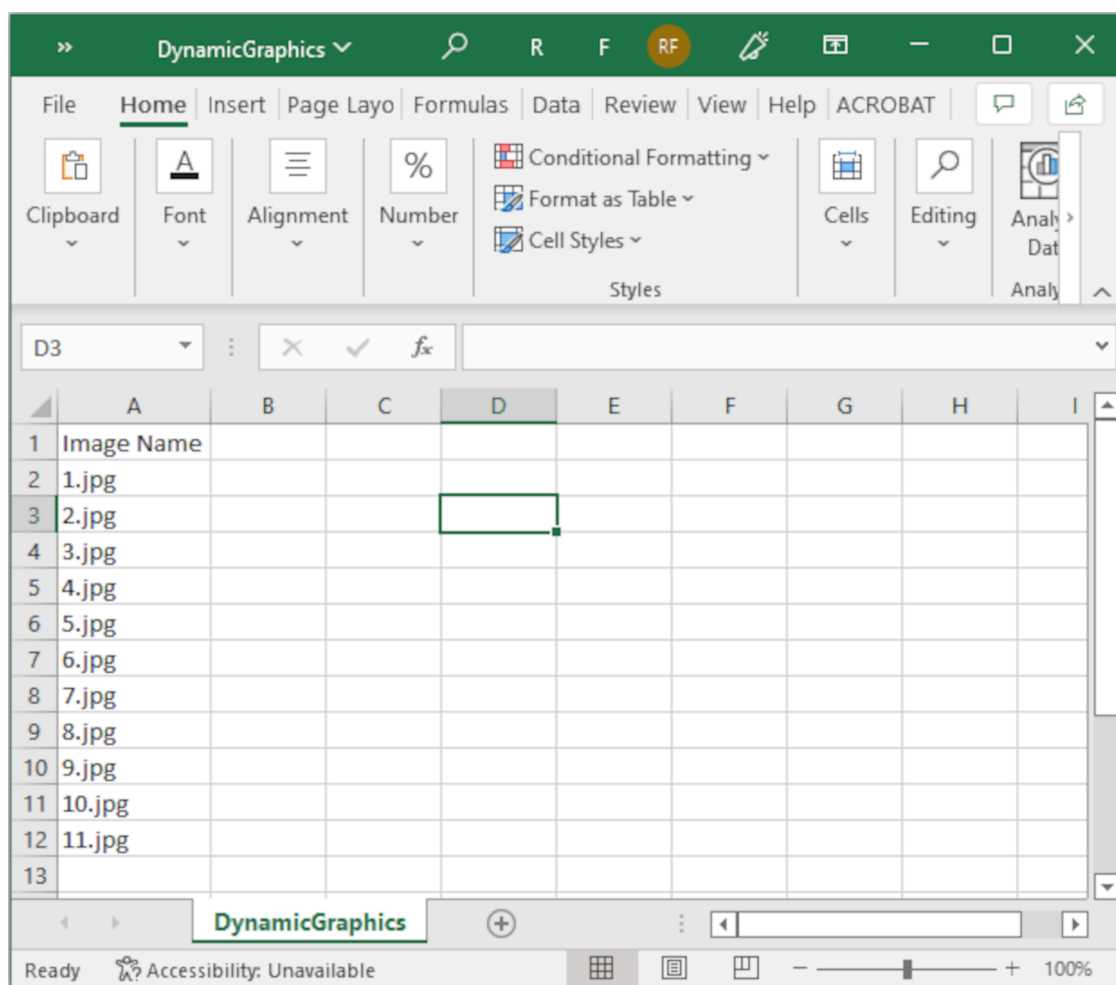 » DynamicGraphics R F RF
File Home Insert Page Layo Formulas Data Review View Help ACROBAT
Clipboard Font Alignment Number Conditional Formatting Cells Editing
Format as Table
Cell Styles
Styles
D3 fx
A B C D E F G H I
1 Image Name
2 1.jpg
3 2.jpg
4 3.jpg
5 4.jpg
6 5.jpg
7 6.jpg
8 7.jpg
9 8.jpg
10 9.jpg
11 10.jpg
12 11.jpg
13
DynamicGraphics
Ready Accessibility: Unavailable 100%